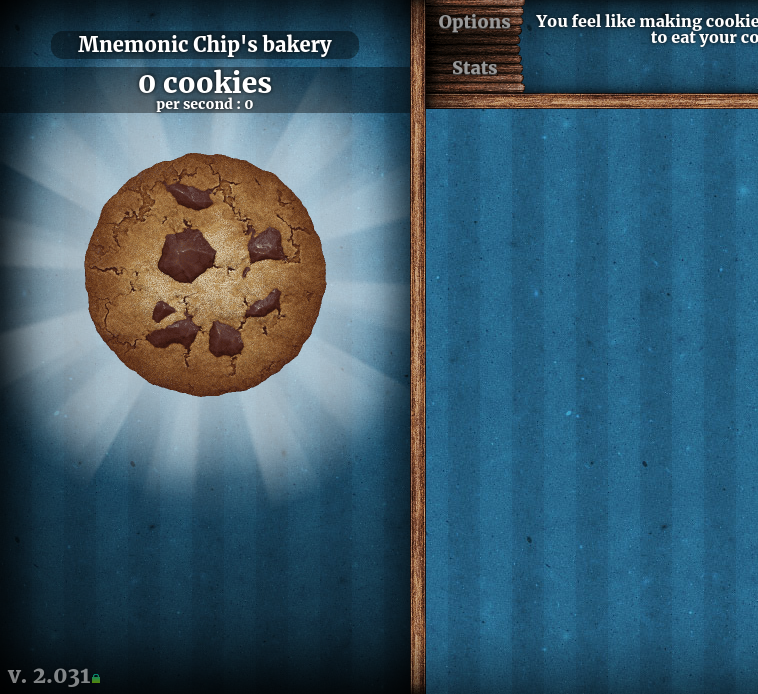 Mnemonic Chip's bakery
0 cookies
per second : 0
Options
Stats
You feel like making cookie
to eat your co
v. 2.031